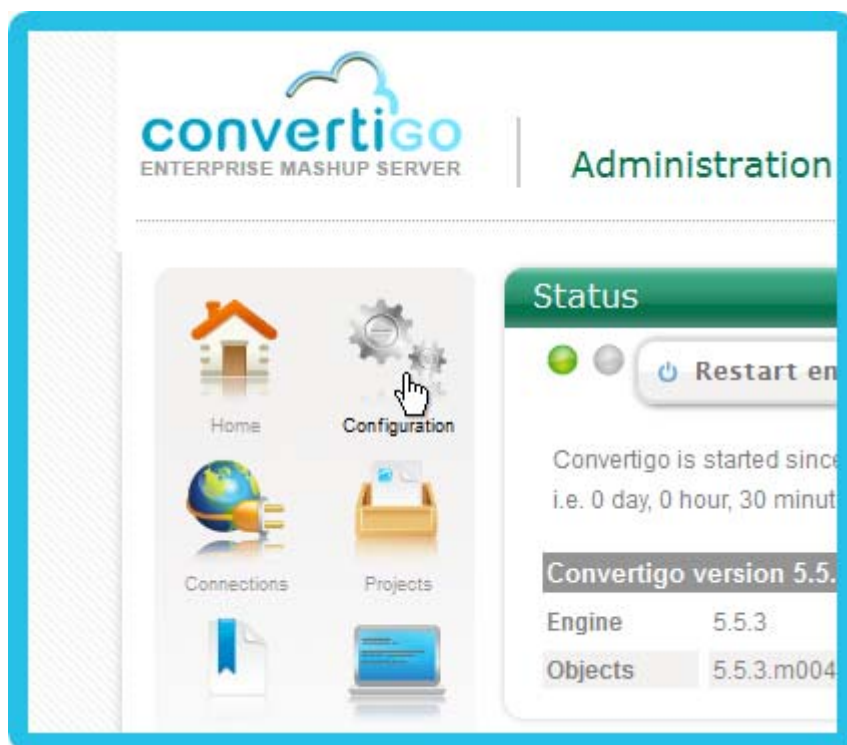 convertigo
ENTERPRISE MASHUP SERVER
Administration
Home
Configuration
Connections
Projects
Status
Restart en
Convertigo is started since
i.e. 0 day, 0 hour, 30 minut
Convertigo version 5.5.
Engine 5.5.3
Objects 5.5.3.m004